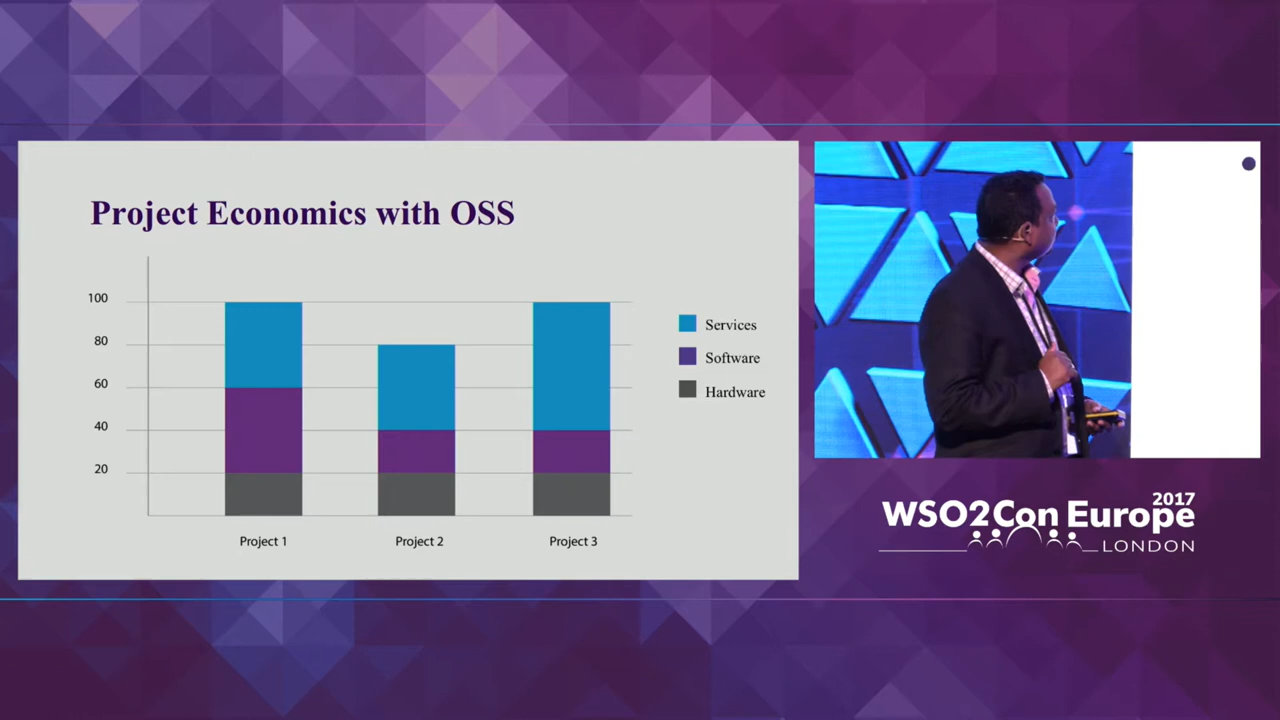 Project Economics with OSS
100
80
60
40
20
Project 1
Project 2
Project 3
Services
Software
Hardware
2017
WSO2Con Europe
LONDON